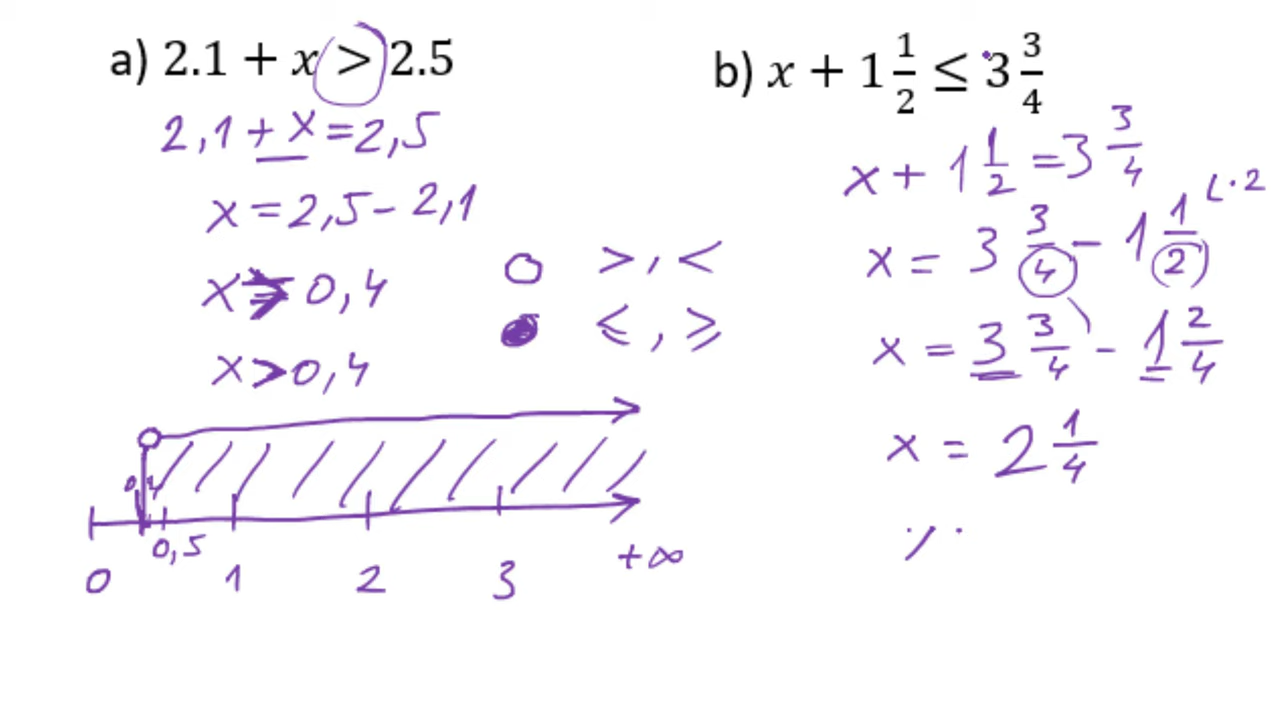 a) 2.1 + x > 2.5
2,1 + x = 2,5
x = 2,5 - 2,1
x > 0,4
x > 0,4
○ >, <
● ≤, ≥
0,4
0,5
0 1 2 3 +∞
b) x + 1 1/2 ≤ 3 3/4
x + 1 1/2 = 3 3/4
x = 3 3/4 - 1 1/2 (·2
x = 3 3/4 - 1 2/4
x = 2 1/4